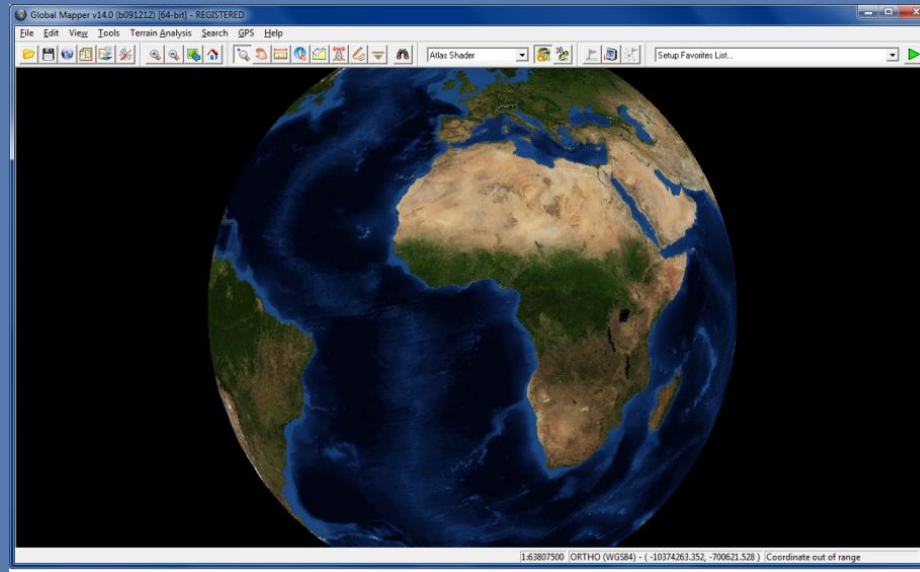 Global Mapper v14.0 (b091212) [64-bit] - REGISTERED
File Edit View Tools Terrain Analysis Search GPS Help
Atlas Shader Setup Favorites List...
1:63807500 ORTHO (WGS84) - ( -10374263.352, -700621.528 ) Coordinate out of range